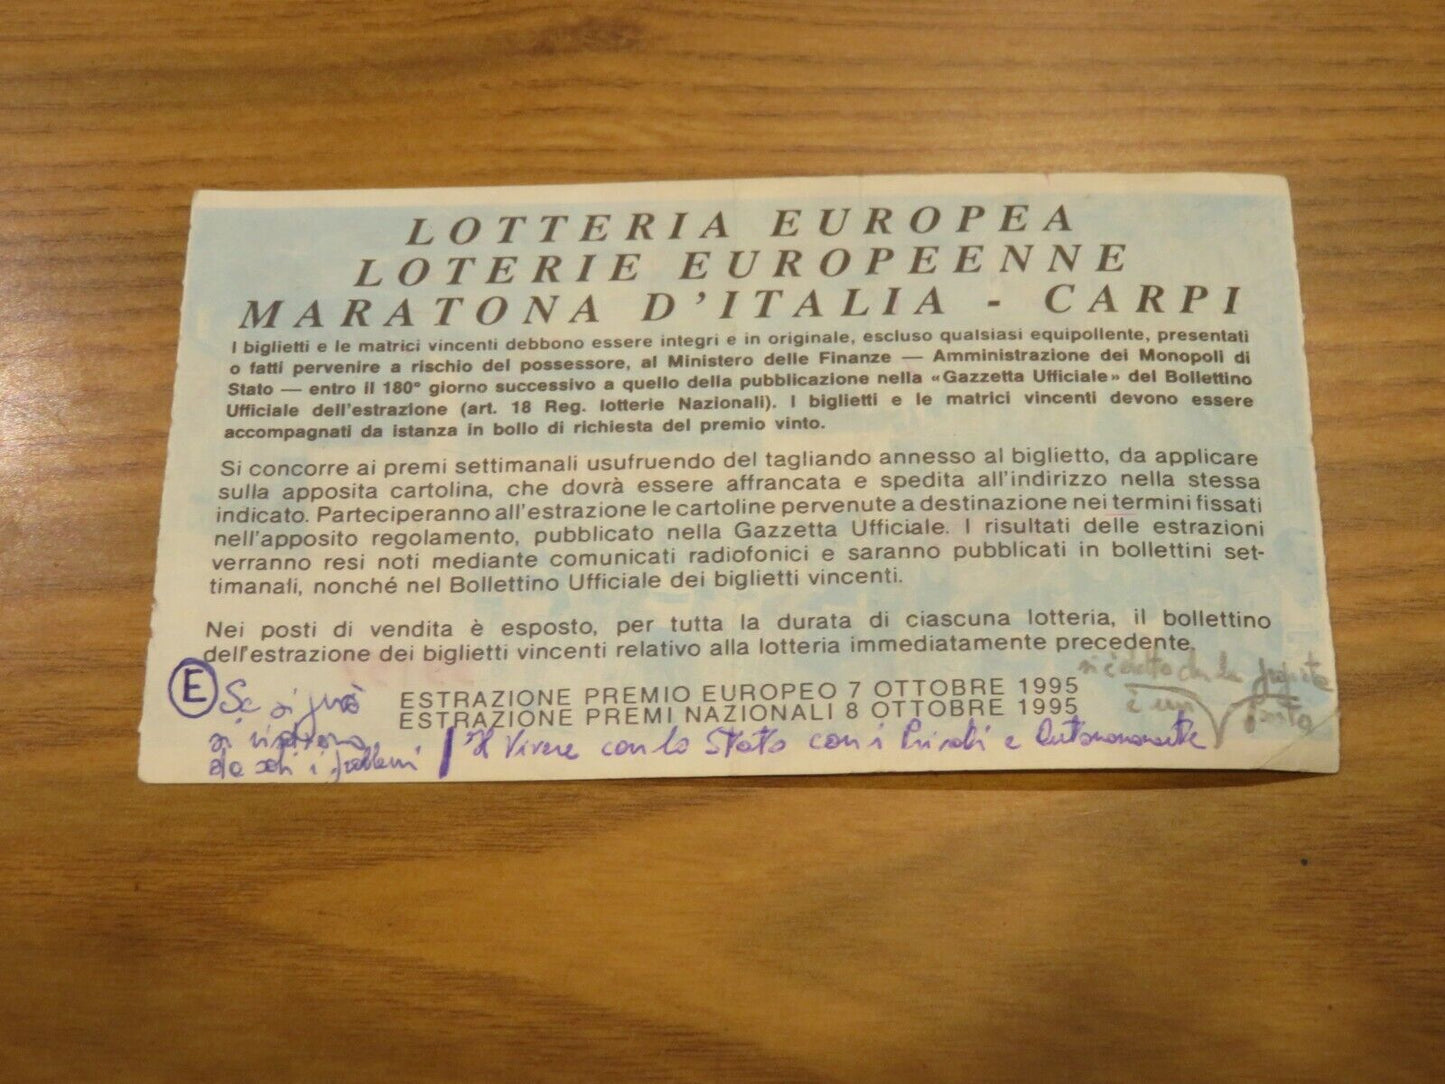 LOTTERIA EUROPEA
LOTERIE EUROPEENNE
MARATONA D'ITALIA - CARPI
I biglietti e le matrici vincenti debbono essere integri e in originale, escluso qualsiasi equipollente, presentati
o fatti pervenire a rischio del possessore, al Ministero delle Finanze — Amministrazione dei Monopoli di
Stato — entro il 180° giorno successivo a quello della pubblicazione nella «Gazzetta Ufficiale» del Bollettino
Ufficiale dell'estrazione (art. 18 Reg. lotterie Nazionali). I biglietti e le matrici vincenti devono essere
accompagnati da istanza in bollo di richiesta del premio vinto.
Si concorre ai premi settimanali usufruendo del tagliando annesso al biglietto, da applicare
sulla apposita cartolina, che dovrà essere affrancata e spedita all'indirizzo nella stessa
indicato. Parteciperanno all'estrazione le cartoline pervenute a destinazione nei termini fissati
nell'apposito regolamento, pubblicato nella Gazzetta Ufficiale. I risultati delle estrazioni
verranno resi noti mediante comunicati radiofonici e saranno pubblicati in bollettini set-
timanali, nonché nel Bollettino Ufficiale dei biglietti vincenti.
Nei posti di vendita è esposto, per tutta la durata di ciascuna lotteria, il bollettino
dell'estrazione dei biglietti vincenti relativo alla lotteria immediatamente precedente.
ESTRAZIONE PREMIO EUROPEO 7 OTTOBRE 1995
ESTRAZIONE PREMI NAZIONALI 8 OTTOBRE 1995
E Se si
è un
Il Vivere con lo Stato con i e